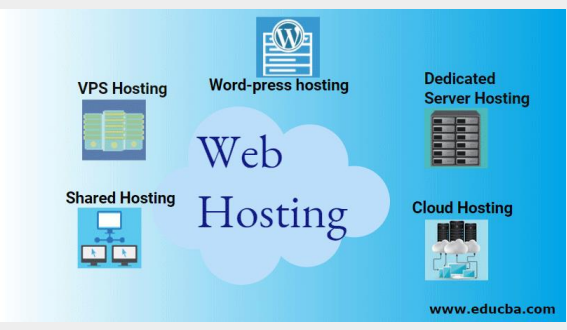 Word-press hosting
VPS Hosting
Dedicated
Server Hosting
Web
Hosting
Shared Hosting
Cloud Hosting
www.educba.com